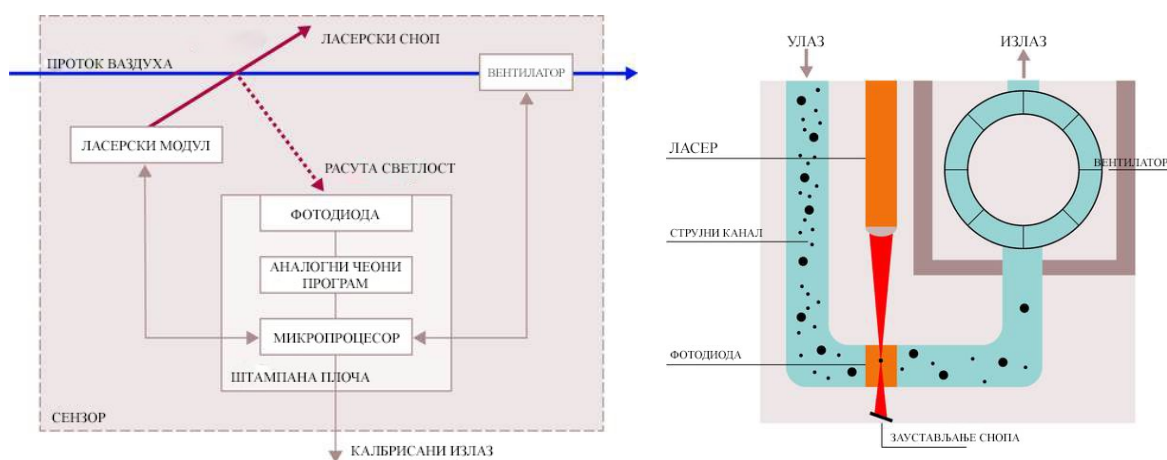 ЛАСЕРСКИ СНОП
ПРОТОК ВАЗДУХА
ВЕНТИЛАТОР
ЛАСЕРСКИ МОДУЛ
РАСУТА СВЕТЛОСТ
ФОТОДИОДА
АНАЛОГНИ ЧЕОНИ
ПРОГРАМ
МИКРОПРОЦЕСОР
ШТАМПАНА ПЛОЧА
СЕНЗОР
КАЛБРИСАНИ ИЗЛАЗ
УЛАЗ
ИЗЛАЗ
ЛАСЕР
ВЕНТИЛАТОР
СТРУЈНИ КАНАЛ
ФОТОДИОДА
ЗАУСТАВЉАЊЕ СНОПА